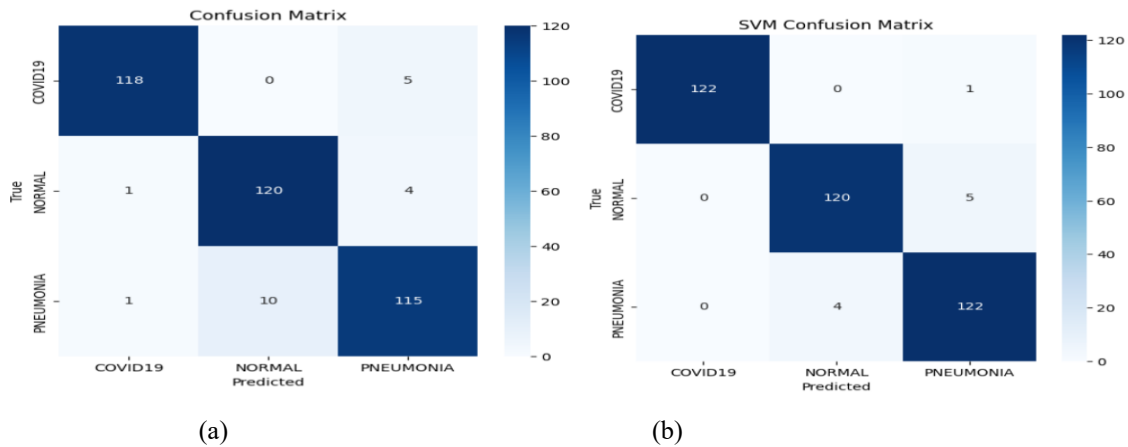 Confusion Matrix
COVID19
NORMAL
PNEUMONIA
True
118 0 5
1 120 4
1 10 115
COVID19 NORMAL PNEUMONIA
Predicted
120
100
80
60
40
20
0
(a)
SVM Confusion Matrix
COVID19
NORMAL
PNEUMONIA
True
122 0 1
0 120 5
0 4 122
COVID19 NORMAL PNEUMONIA
Predicted
120
100
80
60
40
20
0
(b)